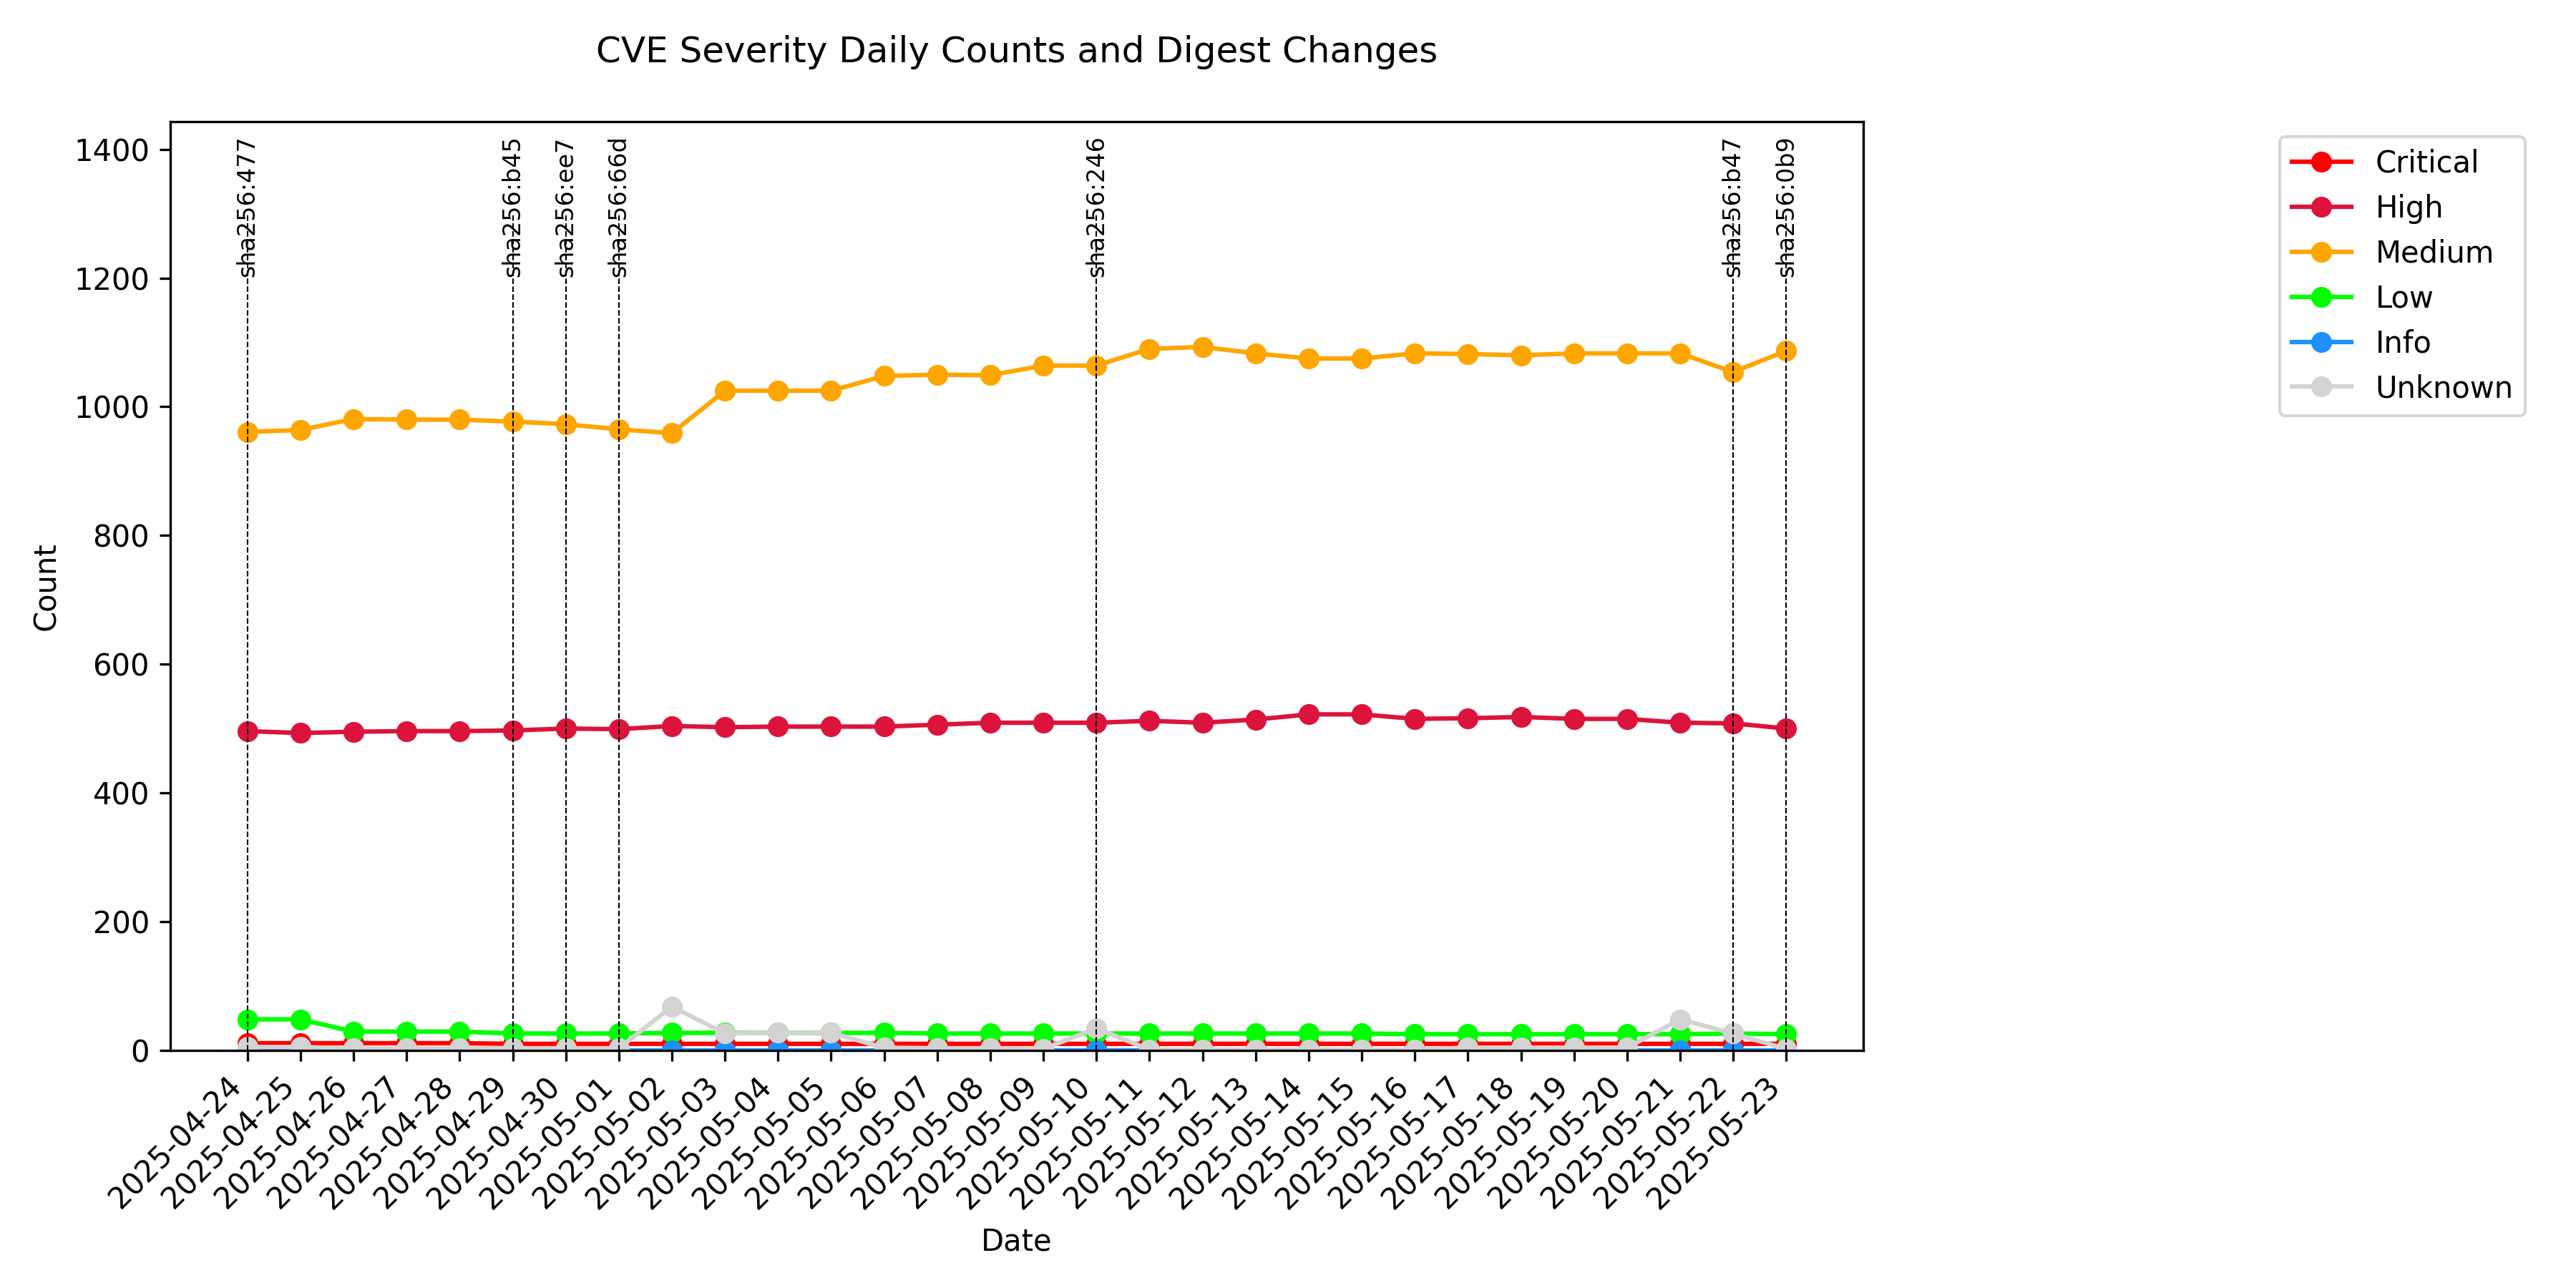 CVE Severity Daily Counts and Digest Changes
1400
1200
1000
800
600
400
200
0
Count
sha256:477
sha256:b45
sha256:ee7
sha256:66d
sha256:246
sha256:b47
sha256:0b9
Critical
High
Medium
Low
Info
Unknown
2025-04-24
2025-04-25
2025-04-26
2025-04-27
2025-04-28
2025-04-29
2025-04-30
2025-05-01
2025-05-02
2025-05-03
2025-05-04
2025-05-05
2025-05-06
2025-05-07
2025-05-08
2025-05-09
2025-05-10
2025-05-11
2025-05-12
2025-05-13
2025-05-14
2025-05-15
2025-05-16
2025-05-17
2025-05-18
2025-05-19
2025-05-20
2025-05-21
2025-05-22
2025-05-23
Date